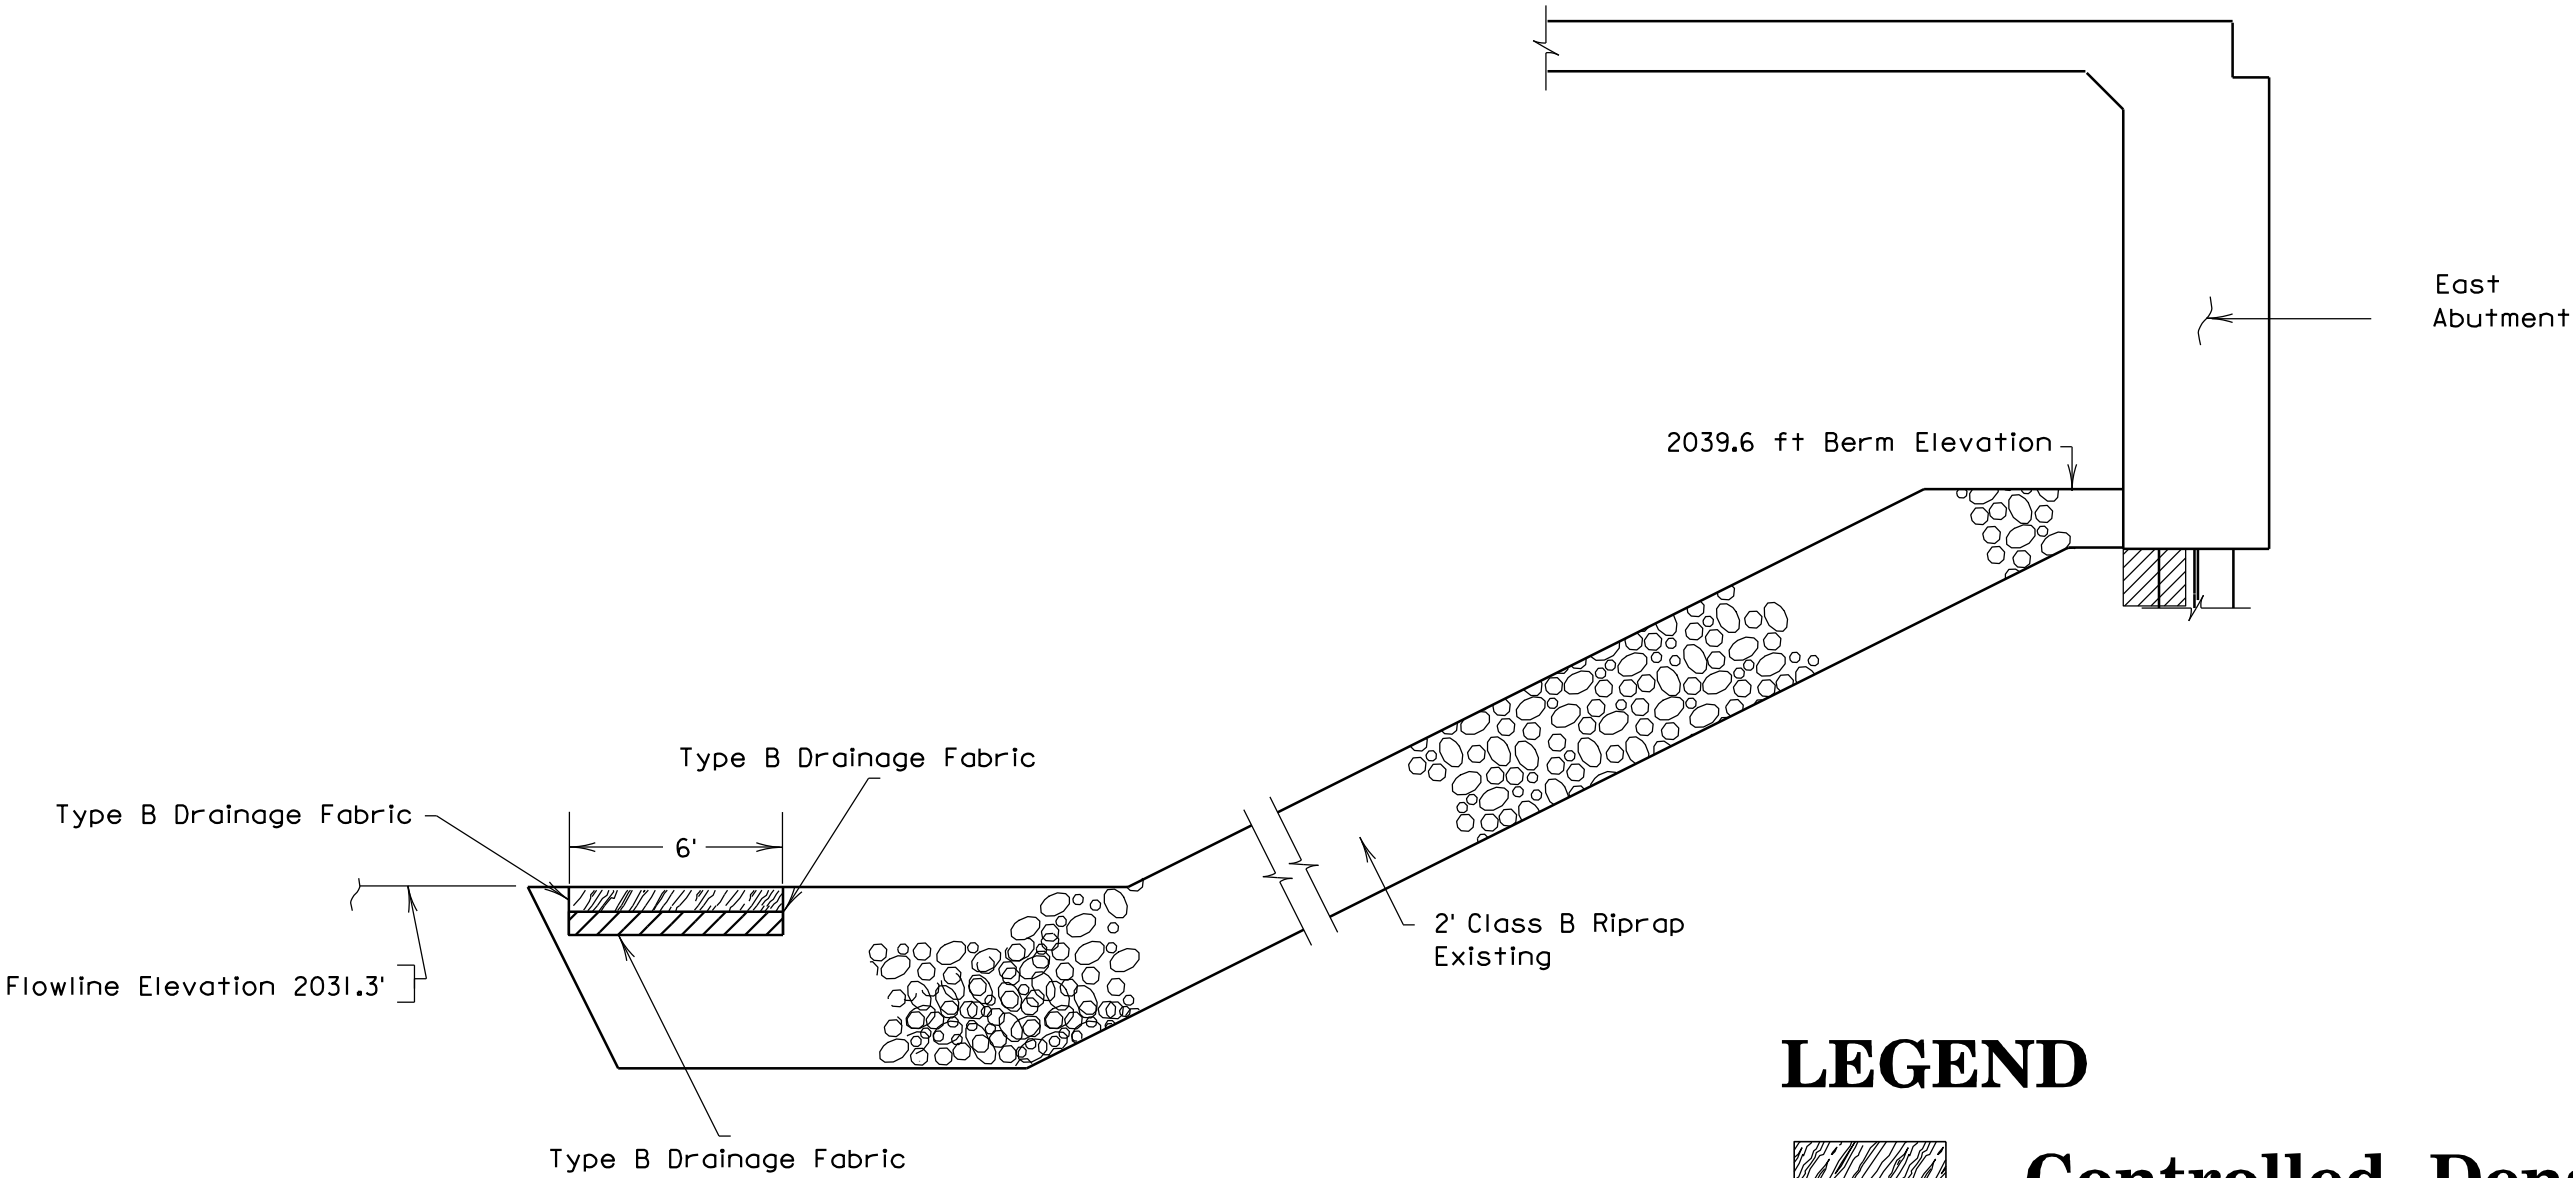 East
Abutment
2039.6 ft Berm Elevation
Type B Drainage Fabric
Type B Drainage Fabric
6'
2' Class B Riprap
Existing
Flowline Elevation 2031.3'
LEGEND
Type B Drainage Fabric
Controlled